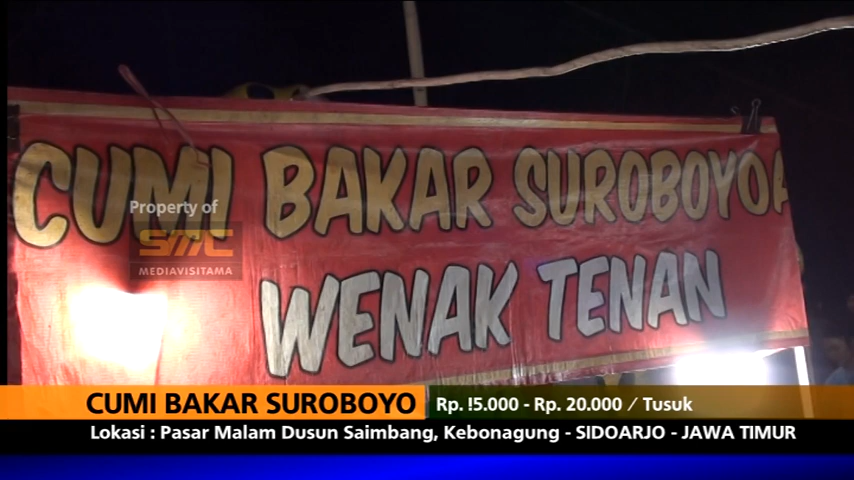 CUMI BAKAR SUROBOYOA
WENAK TENAN
Property of
SMC
MEDIAVISITAMA
CUMI BAKAR SUROBOYO
Rp. !5.000 - Rp. 20.000 / Tusuk
Lokasi : Pasar Malam Dusun Saimbang, Kebonagung - SIDOARJO - JAWA TIMUR